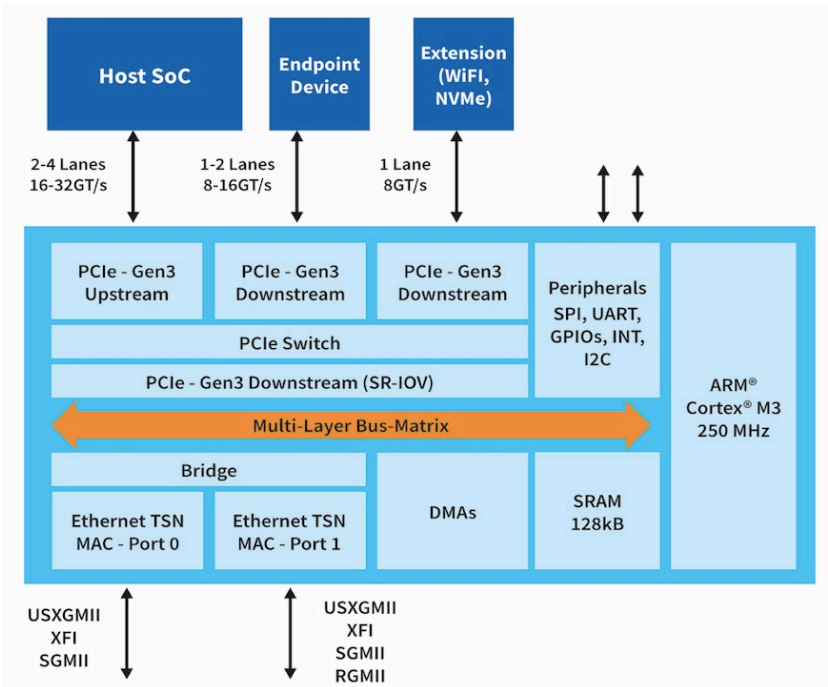 Host SoC
Endpoint
Device
Extension
(WiFI,
NVMe)
2-4 Lanes
16-32GT/s
1-2 Lanes
8-16GT/s
1 Lane
8GT/s
PCIe - Gen3
Upstream
PCIe - Gen3
Downstream
PCIe - Gen3
Downstream
Peripherals
SPI, UART,
GPIOs, INT,
I2C
PCIe Switch
PCIe - Gen3 Downstream (SR-IOV)
ARM®
Cortex® M3
250 MHz
Multi-Layer Bus-Matrix
Bridge
Ethernet TSN
MAC - Port 0
Ethernet TSN
MAC - Port 1
DMAs
SRAM
128kB
USXGMII
XFI
SGMII
USXGMII
XFI
SGMII
RGMII